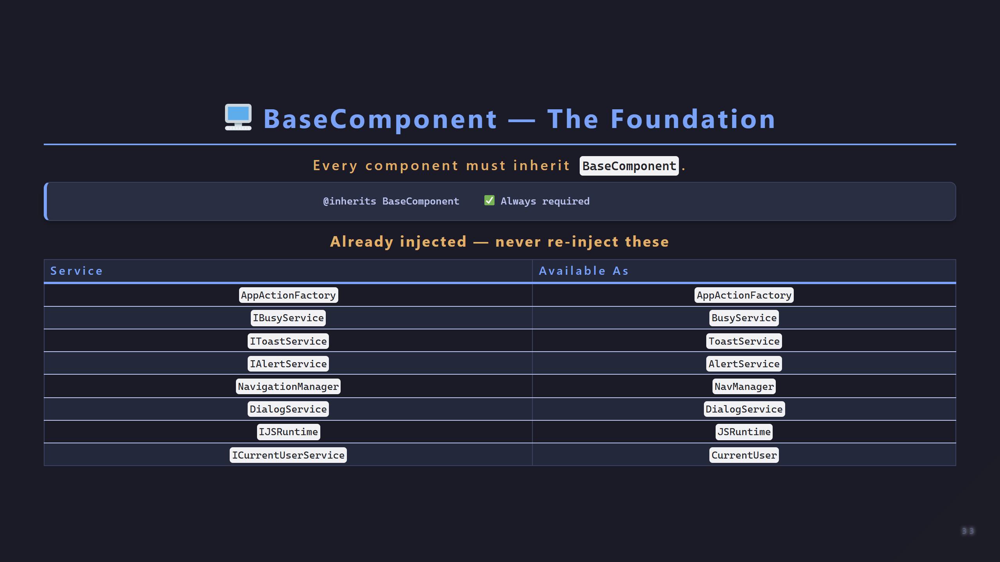 BaseComponent — The Foundation
Every component must inherit BaseComponent.
@inherits BaseComponent    ✅ Always required
Already injected — never re-inject these
Service Available As
AppActionFactory AppActionFactory
IBusyService BusyService
IToastService ToastService
IAlertService AlertService
NavigationManager NavManager
DialogService DialogService
IJSRuntime JSRuntime
ICurrentUserService CurrentUser
33